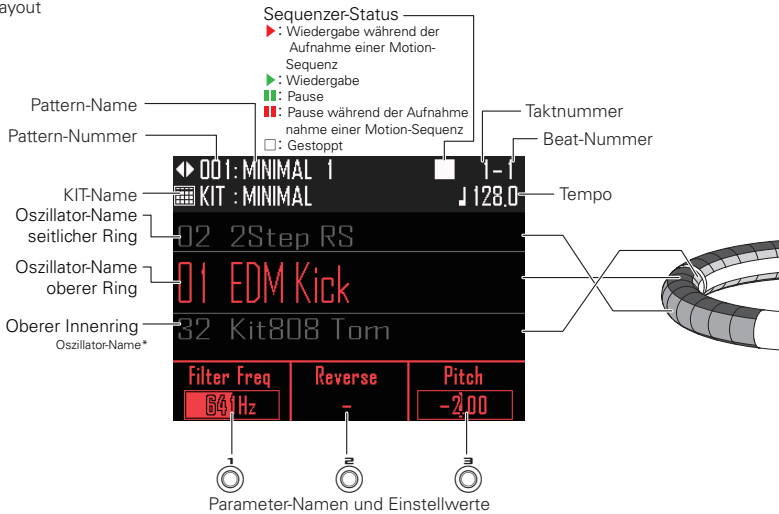 ayout
Sequenzer-Status
: Wiedergabe während der
Aufnahme einer Motion-
Sequenz
: Wiedergabe
: Pause
: Pause während der Aufnahme
nahme einer Motion-Sequenz
: Gestoppt
Pattern-Name
Pattern-Nummer
Taktnummer
Beat-Nummer
001: MINIMAL 1
1-1
KIT-Name
KIT : MINIMAL
128.0
Tempo
Oszillator-Name
seitlicher Ring
02 2Step RS
Oszillator-Name
oberer Ring
01 EDM Kick
Oberer Innenring
Oszillator-Name*
32 Kit808 Tom
Filter Freq
Reverse
Pitch
641Hz
-
-2.00
1
2
3
Parameter-Namen und Einstellwerte